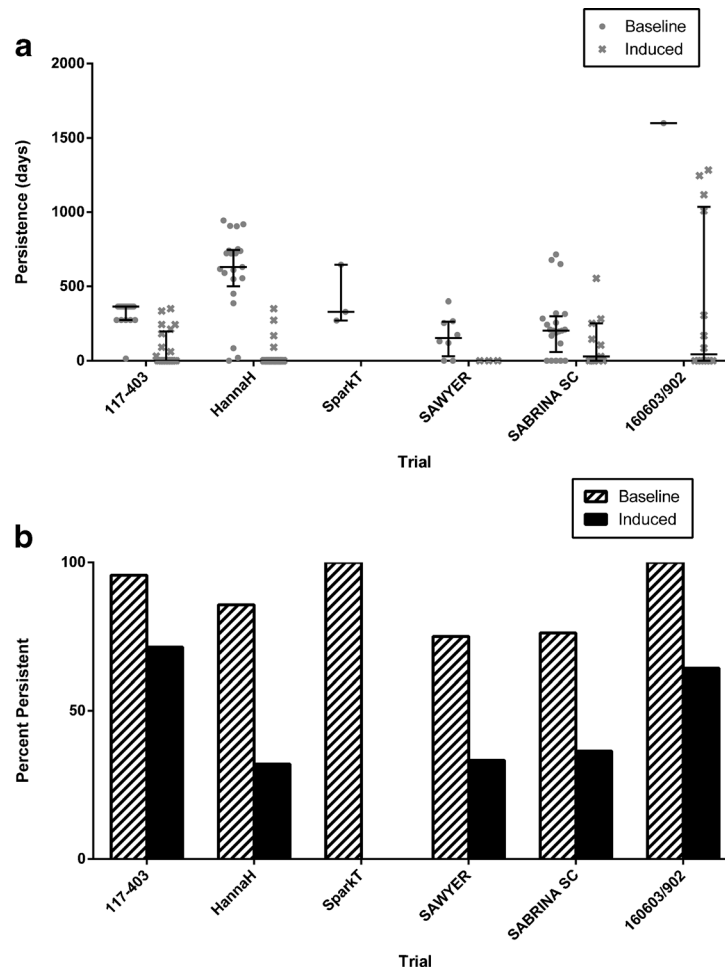 a
Baseline
Induced
Persistence (days)
2000
1500
1000
500
0
117-403
HannaH
SparkT
SAWYER
SABRINA SC
160603/902
Trial
b
Baseline
Induced
Percent Persistent
100
50
0
117-403
HannaH
SparkT
SAWYER
SABRINA SC
160603/902
Trial